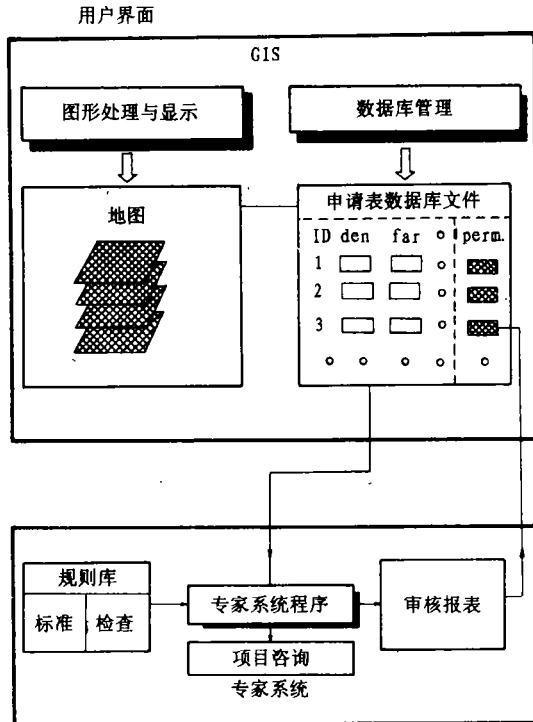 用户界面
GIS
图形处理与显示
数据库管理
地图
申请表数据库文件
ID den far perm.
1
2
3
规则库
标准 检查
专家系统程序
审核报表
项目咨询
专家系统